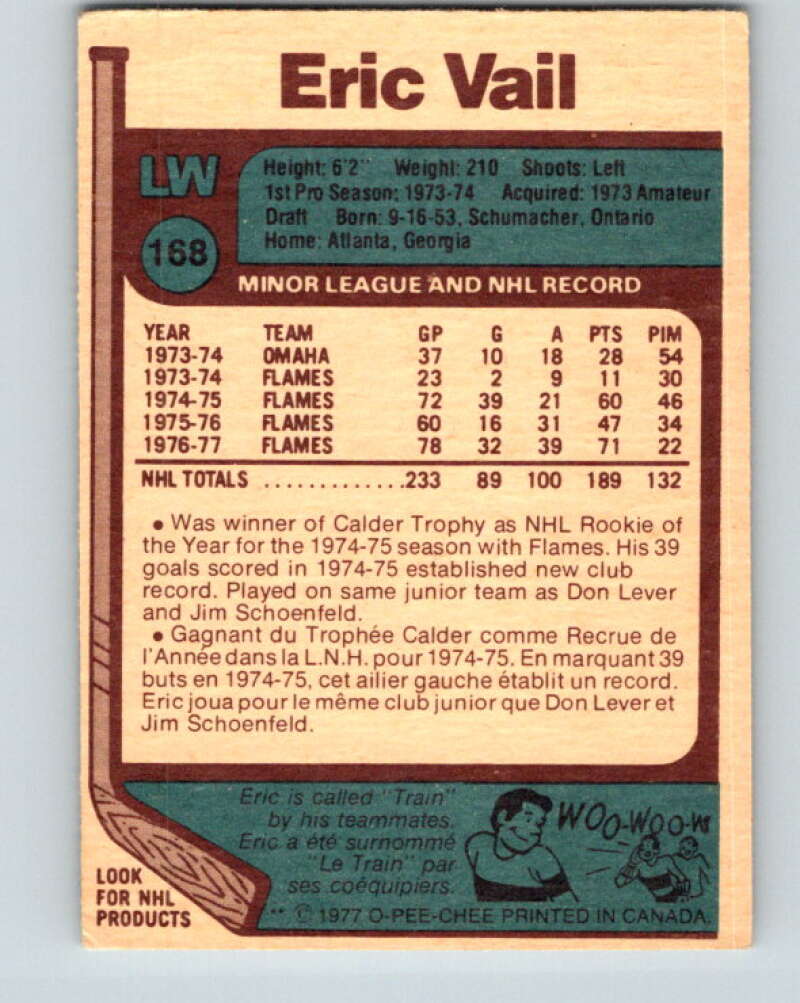 Eric Vail
LW
168
Height: 6'2" Weight: 210 Shoots: Left
1st Pro Season: 1973-74 Acquired: 1973 Amateur
Draft Born: 9-16-53, Schumacher, Ontario
Home: Atlanta, Georgia
MINOR LEAGUE AND NHL RECORD
YEAR TEAM GP G A PTS PIM
1973-74 OMAHA 37 10 18 28 54
1973-74 FLAMES 23 2 9 11 30
1974-75 FLAMES 72 39 21 60 46
1975-76 FLAMES 60 16 31 47 34
1976-77 FLAMES 78 32 39 71 22
NHL TOTALS .............233 89 100 189 132
• Was winner of Calder Trophy as NHL Rookie of
the Year for the 1974-75 season with Flames. His 39
goals scored in 1974-75 established new club
record. Played on same junior team as Don Lever
and Jim Schoenfeld.
• Gagnant du Trophée Calder comme Recrue de
l'Année dans la L.N.H. pour 1974-75. En marquant 39
buts en 1974-75, cet ailier gauche établit un record.
Eric joua pour le même club junior que Don Lever et
Jim Schoenfeld.
Eric is called "Train"
by his teammates.
Eric a été surnommé
"Le Train" par
ses coéquipiers.
WOO-WOO-W
LOOK
FOR NHL
PRODUCTS
** © 1977 O-PEE-CHEE PRINTED IN CANADA.